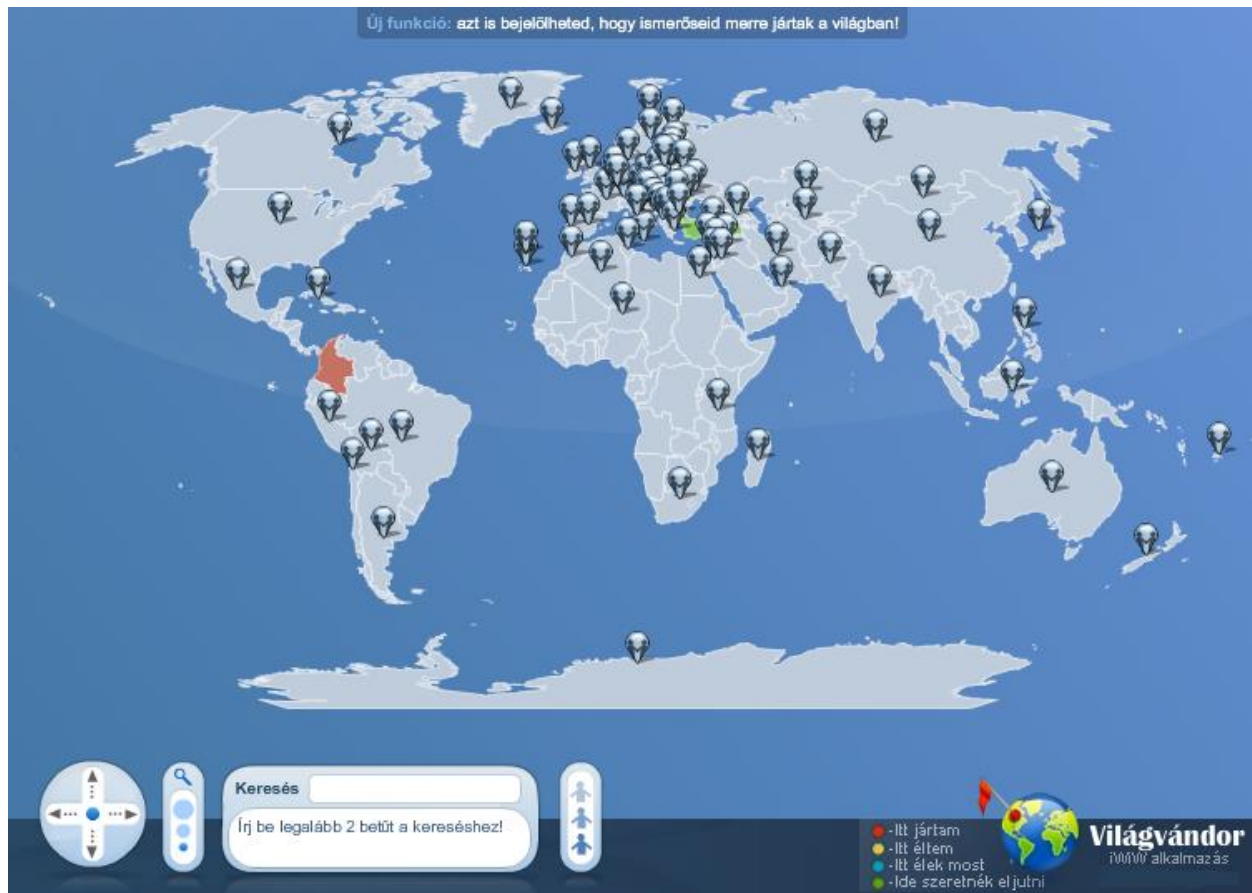 Új funkció: azt is bejelölheted, hogy ismerőseid merre jártak a világban!
Keresés
Írj be legalább 2 betűt a kereséshez!
-Itt jártam
-Itt éltem
-Itt élek most
-Ide szeretnék eljutni
Világvándor
iWiW alkalmazás